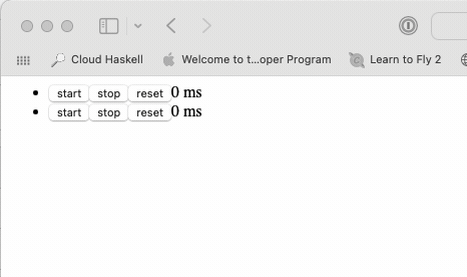 Cloud Haskell Welcome to t...oper Program Learn to Fly 2
start stop reset 0 ms
start stop reset 0 ms